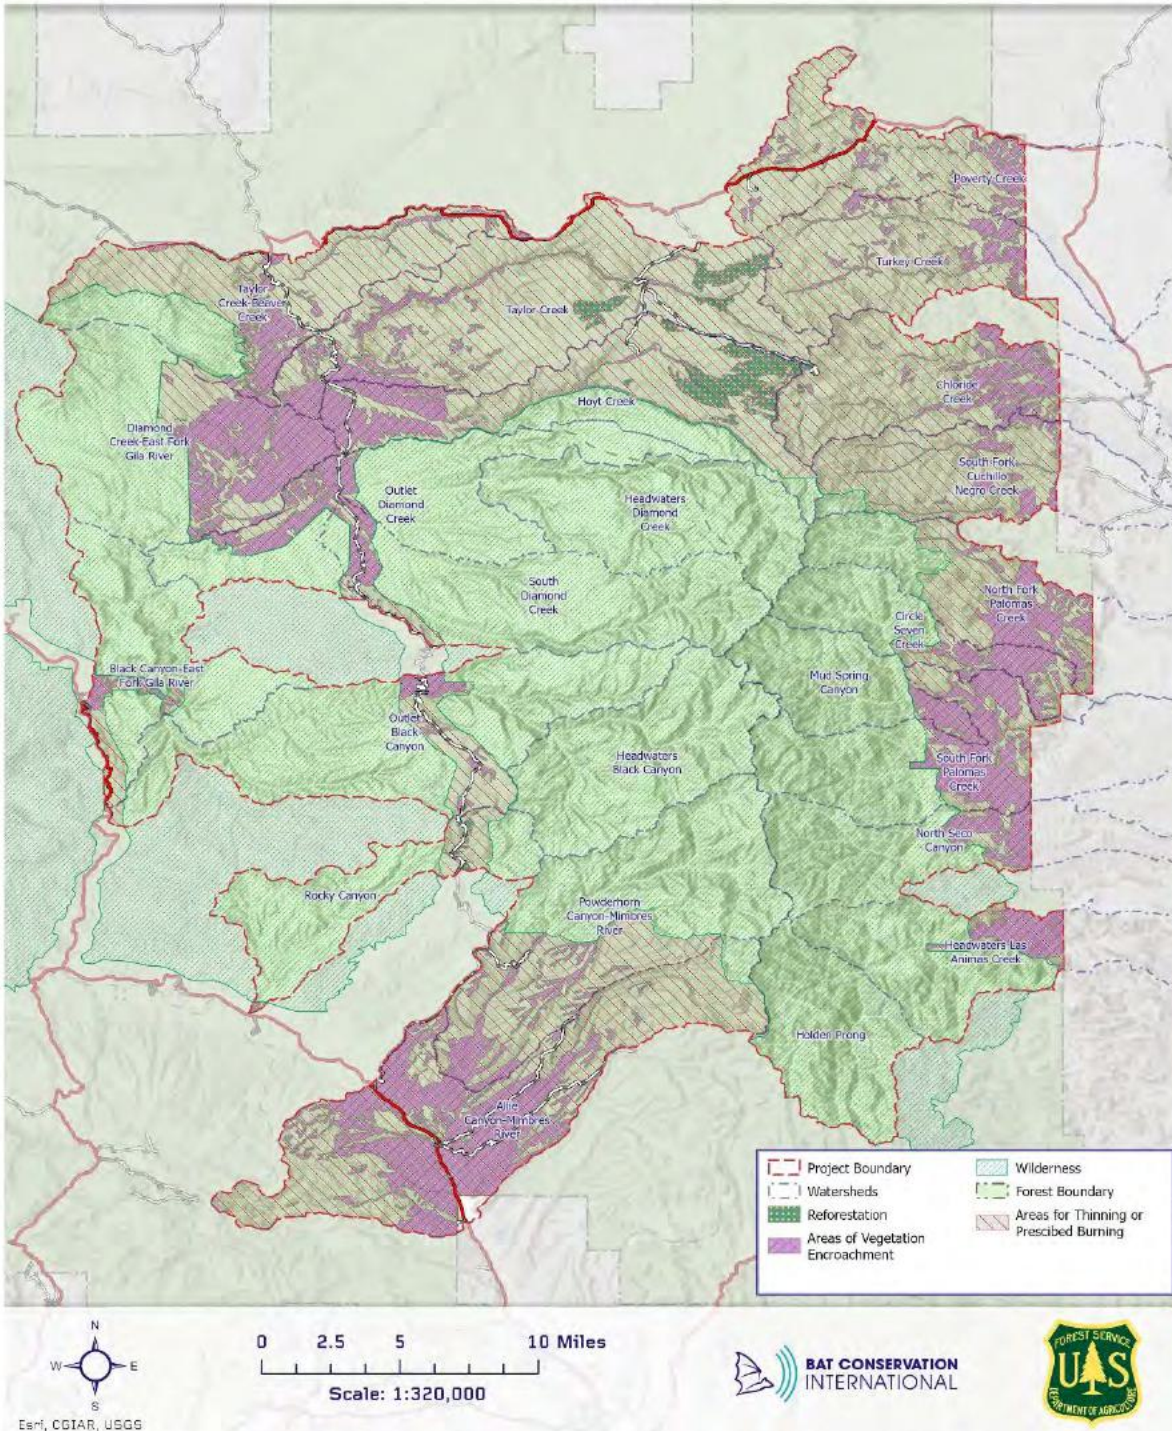 Poverty Creek
Turkey Creek
Taylor
Creek-Beaver
Creek
Taylor Creek
Chloride
Creek
Hoyt Creek
Diamond
Creek-East Fork
Gila River
South Fork
Cuchillo
Negro Creek
Outlet
Diamond
Creek
Headwaters
Diamond
Creek
South
Diamond
Creek
North Fork
Palomas
Creek
Circle
Seven
Creek
Black Canyon-East
Fork Gila River
Mud Spring
Canyon
Outlet
Black
Canyon
Headwaters
Black Canyon
South Fork
Palomas
Creek
North Seco
Canyon
Rocky Canyon
Powderhorn
Canyon-Mimbres
River
Headwaters Las
Animas Creek
Holden Prong
Allie
Canyon-Mimbres
River
Project Boundary
Watersheds
Reforestation
Areas of Vegetation
Encroachment
Wilderness
Forest Boundary
Areas for Thinning or
Prescibed Burning
N
W E
S
0 2.5 5 10 Miles
Scale: 1:320,000
BAT CONSERVATION
INTERNATIONAL
FOREST SERVICE
U S
DEPARTMENT OF AGRICULTURE
Esri, CGIAR, USGS